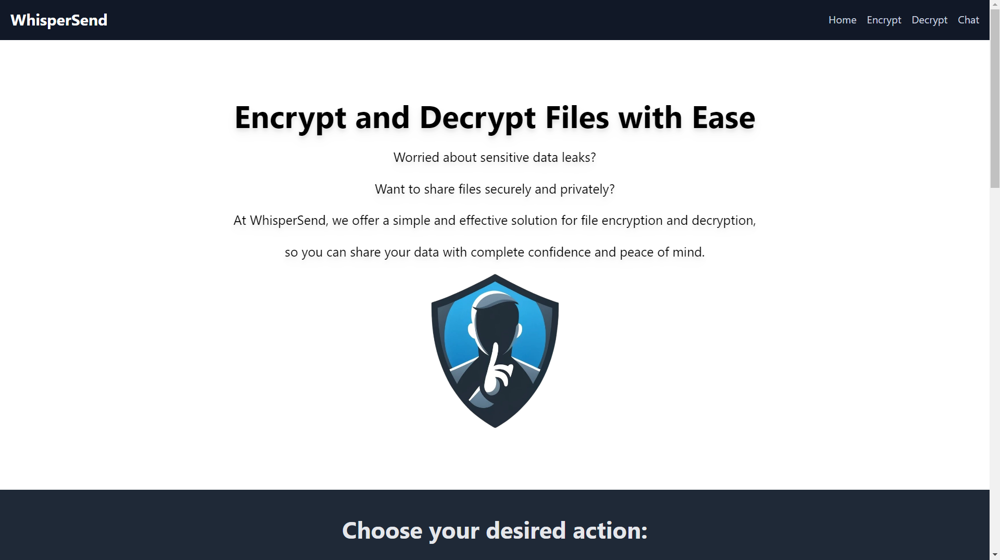 WhisperSend
Home Encrypt Decrypt Chat
Encrypt and Decrypt Files with Ease
Worried about sensitive data leaks?
Want to share files securely and privately?
At WhisperSend, we offer a simple and effective solution for file encryption and decryption,
so you can share your data with complete confidence and peace of mind.
Choose your desired action: